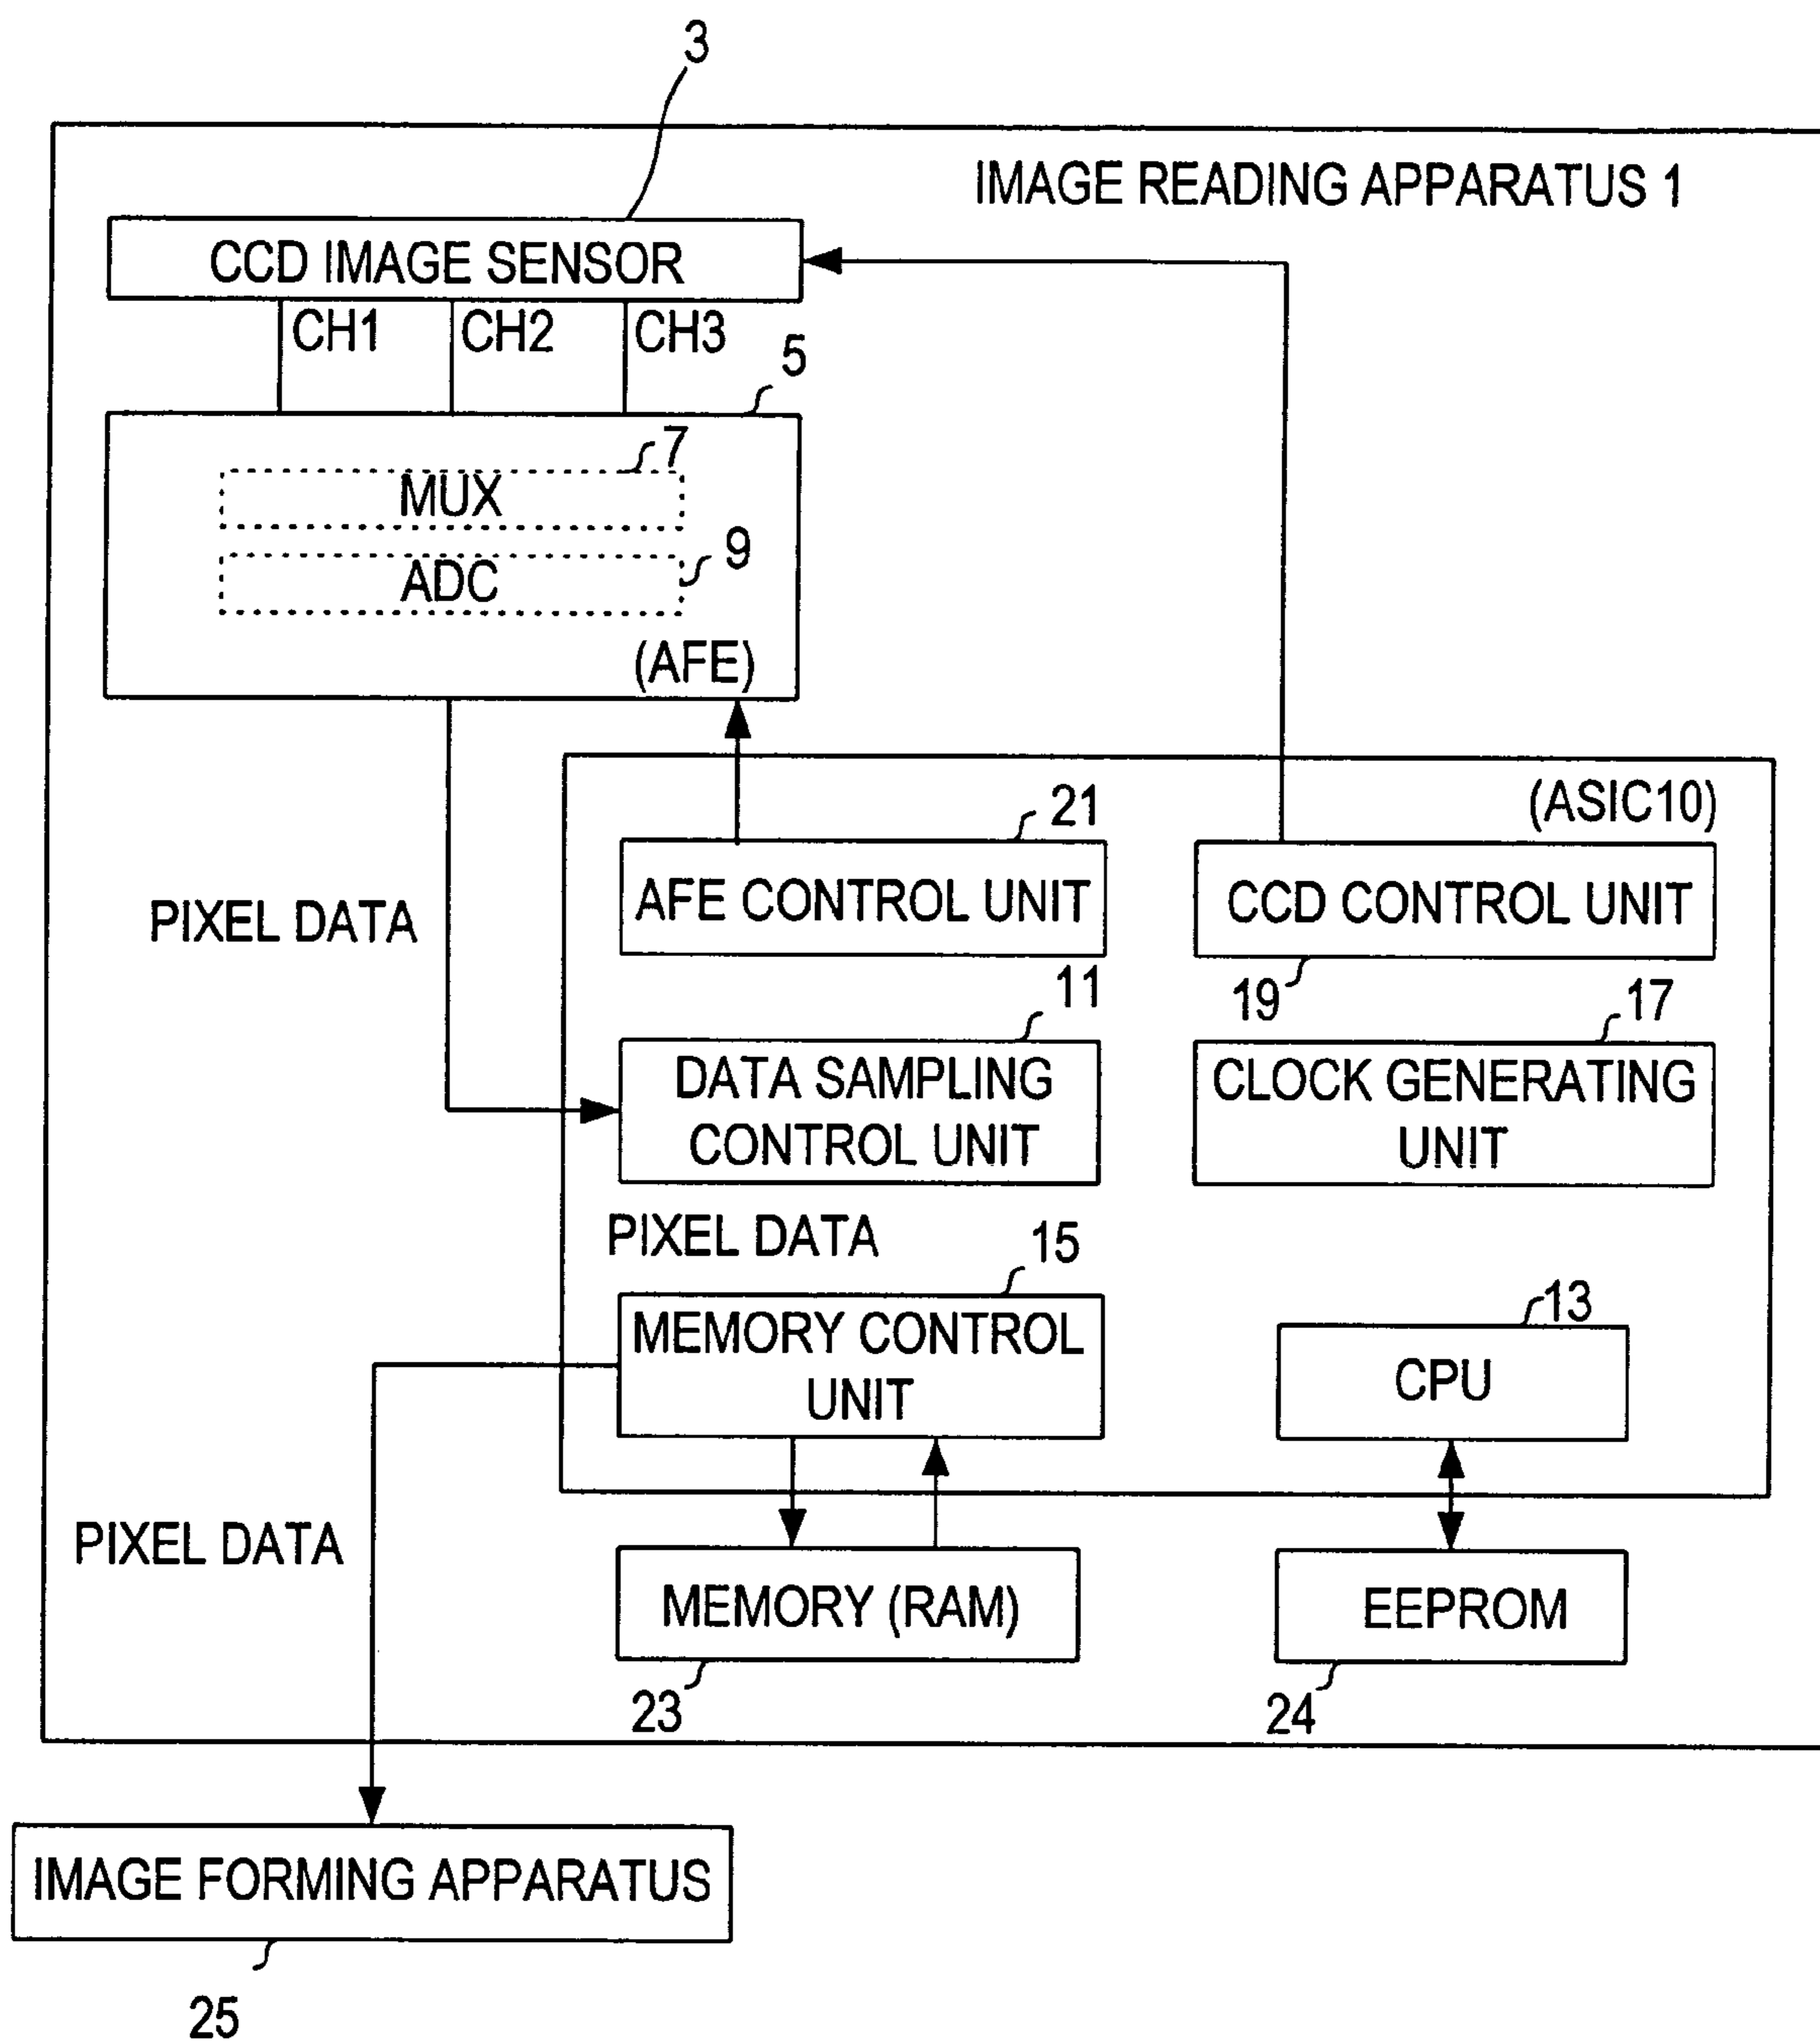 3
IMAGE READING APPARATUS 1
CCD IMAGE SENSOR
CH1
CH2
CH3
5
7
MUX
9
ADC
(AFE)
(ASIC10)
21
AFE CONTROL UNIT
CCD CONTROL UNIT
19
PIXEL DATA
11
DATA SAMPLING
CONTROL UNIT
17
CLOCK GENERATING
UNIT
PIXEL DATA
15
MEMORY CONTROL
UNIT
13
CPU
PIXEL DATA
MEMORY (RAM)
23
EEPROM
24
IMAGE FORMING APPARATUS
25